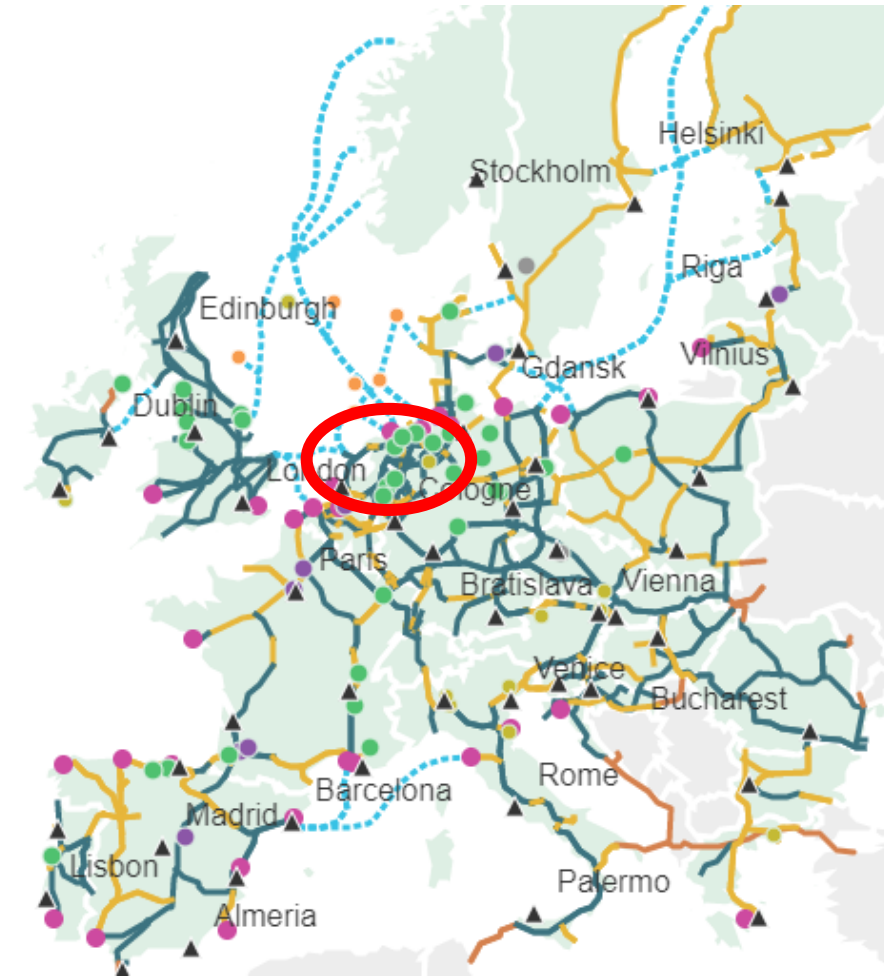 Helsinki
Stockholm
Riga
Edinburgh
Vilnius
Gdansk
Dublin
London
Cologne
Paris
Bratislava
Vienna
Venice
Bucharest
Rome
Barcelona
Madrid
Lisbon
Palermo
Almeria